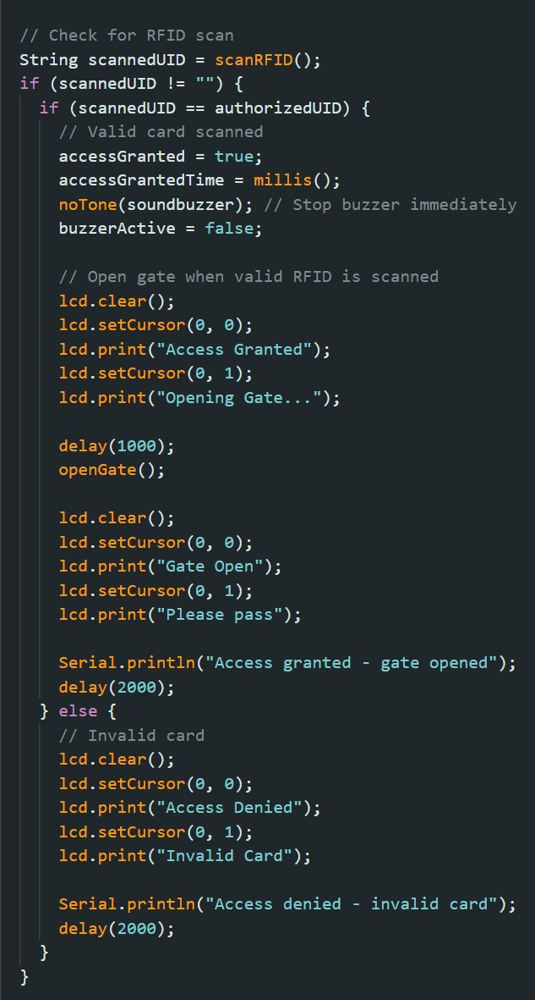 // Check for RFID scan
String scannedUID = scanRFID();
if (scannedUID != "") {
  if (scannedUID == authorizedUID) {
    // Valid card scanned
    accessGranted = true;
    accessGrantedTime = millis();
    noTone(soundbuzzer); // Stop buzzer immediately
    buzzerActive = false;

    // Open gate when valid RFID is scanned
    lcd.clear();
    lcd.setCursor(0, 0);
    lcd.print("Access Granted");
    lcd.setCursor(0, 1);
    lcd.print("Opening Gate...");

    delay(1000);
    openGate();

    lcd.clear();
    lcd.setCursor(0, 0);
    lcd.print("Gate Open");
    lcd.setCursor(0, 1);
    lcd.print("Please pass");

    Serial.println("Access granted - gate opened");
    delay(2000);
  } else {
    // Invalid card
    lcd.clear();
    lcd.setCursor(0, 0);
    lcd.print("Access Denied");
    lcd.setCursor(0, 1);
    lcd.print("Invalid Card");

    Serial.println("Access denied - invalid card");
    delay(2000);
  }
}